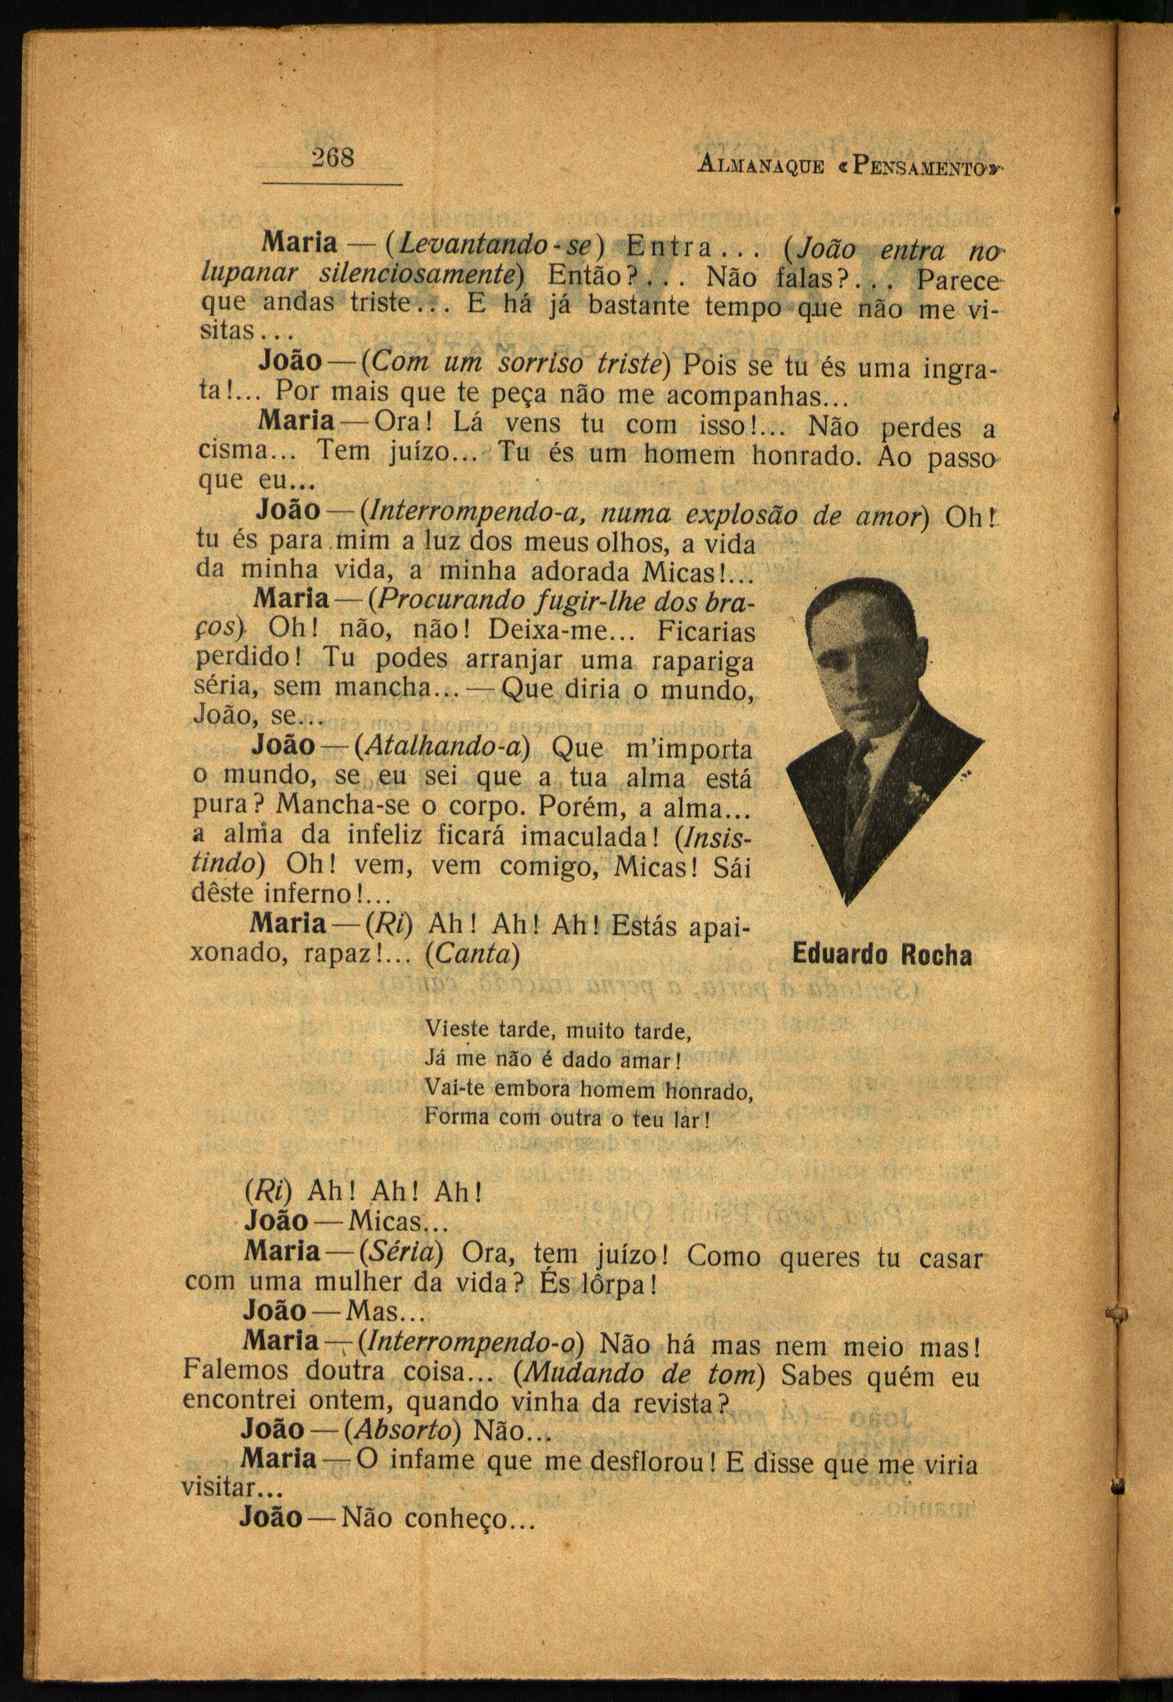 268
ALMANAQUE «PENSAMENTO»
Maria — (Levantando-se) Entra... (João entra no
lupanar silenciosamente) Então?... Não falas?... Parece
que andas triste... E há já bastante tempo que não me vi-
sitas...
João — (Com um sorriso triste) Pois se tu és uma ingra-
ta!... Por mais que te peça não me acompanhas...
Maria — Ora! Lá vens tu com isso!... Não perdes a
cisma... Tem juízo... Tu és um homem honrado. Ao passo
que eu...
João — (Interrompendo-a, numa explosão de amor) Oh!
tu és para mim a luz dos meus olhos, a vida
da minha vida, a minha adorada Micas!...
Maria — (Procurando fugir-lhe dos bra-
ços) Oh! não, não! Deixa-me... Ficarias
perdido! Tu podes arranjar uma rapariga
séria, sem mancha... — Que diria o mundo,
João, se...
João — (Atalhando-a) Que m'importa
o mundo, se eu sei que a tua alma está
pura? Mancha-se o corpo. Porém, a alma...
a alma da infeliz ficará imaculada! (Insis-
tindo) Oh! vem, vem comigo, Micas! Sái
dêste inferno!...
Maria — (Ri) Ah! Ah! Ah! Estás apai-
xonado, rapaz!... (Canta)
Eduardo Rocha
Vieste tarde, muito tarde,
Já me não é dado amar!
Vai-te embora homem honrado,
Forma com outra o teu lar!
(Ri) Ah! Ah! Ah!
João — Micas...
Maria — (Séria) Ora, tem juízo! Como queres tu casar
com uma mulher da vida? És lôrpa!
João — Mas...
Maria — (Interrompendo-o) Não há mas nem meio mas!
Falemos doutra coisa... (Mudando de tom) Sabes quém eu
encontrei ontem, quando vinha da revista?
João — (Absorto) Não...
Maria — O infame que me desflorou! E disse que me viria
visitar...
João — Não conheço...